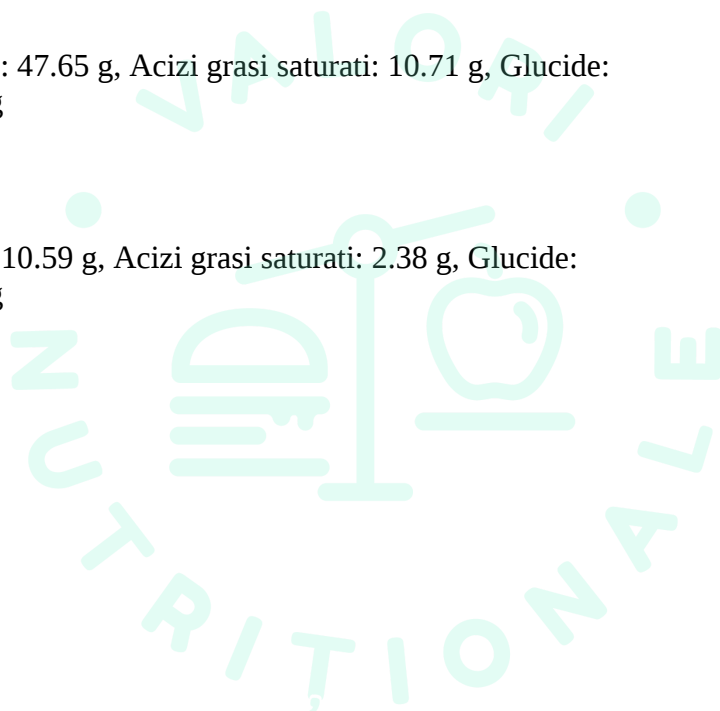 VALORI
: 47.65 g, Acizi grasi saturati: 10.71 g, Glucide:
g
10.59 g, Acizi grasi saturati: 2.38 g, Glucide:
g
NUTRITIONALE